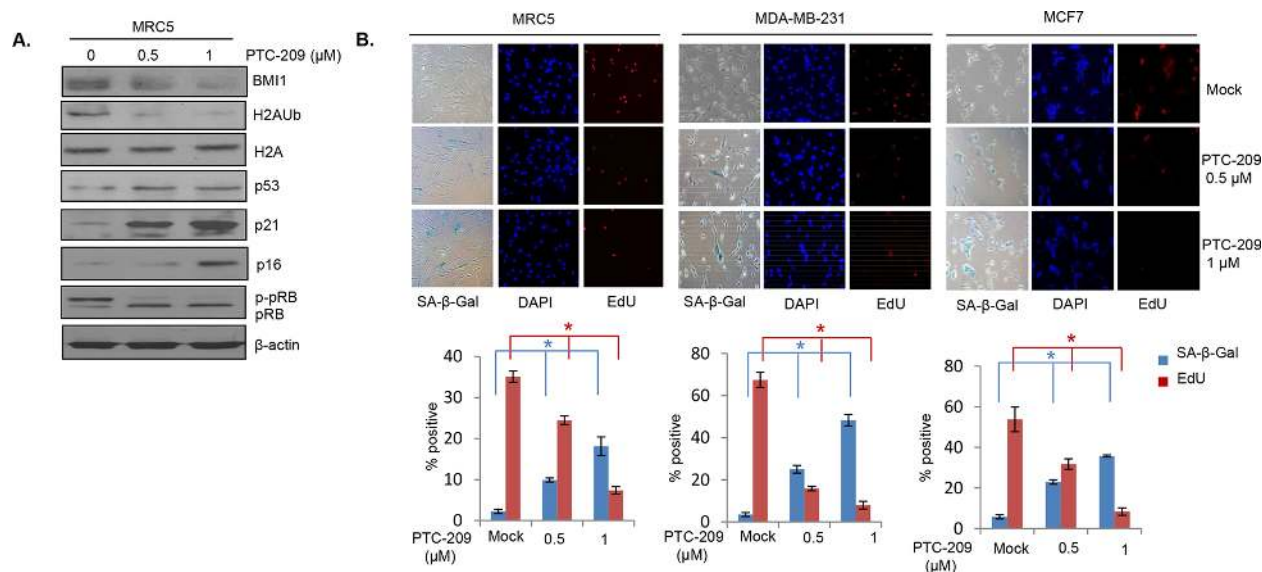 A.
MRC5
0 0.5 1 PTC-209 (µM)
BMI1
H2AUb
H2A
p53
p21
p16
p-pRB
pRB
β-actin
B.
MRC5 MDA-MB-231 MCF7
Mock
PTC-209
0.5 µM
PTC-209
1 µM
SA-β-Gal DAPI EdU SA-β-Gal DAPI EdU SA-β-Gal DAPI EdU
* *
% positive
40
30
20
10
0
PTC-209
(µM)
Mock 0.5 1
* *
% positive
80
60
40
20
0
PTC-209
(µM)
Mock 0.5 1
* *
% positive
80
60
40
20
0
PTC-209
(µM)
Mock 0.5 1
SA-β-Gal
EdU